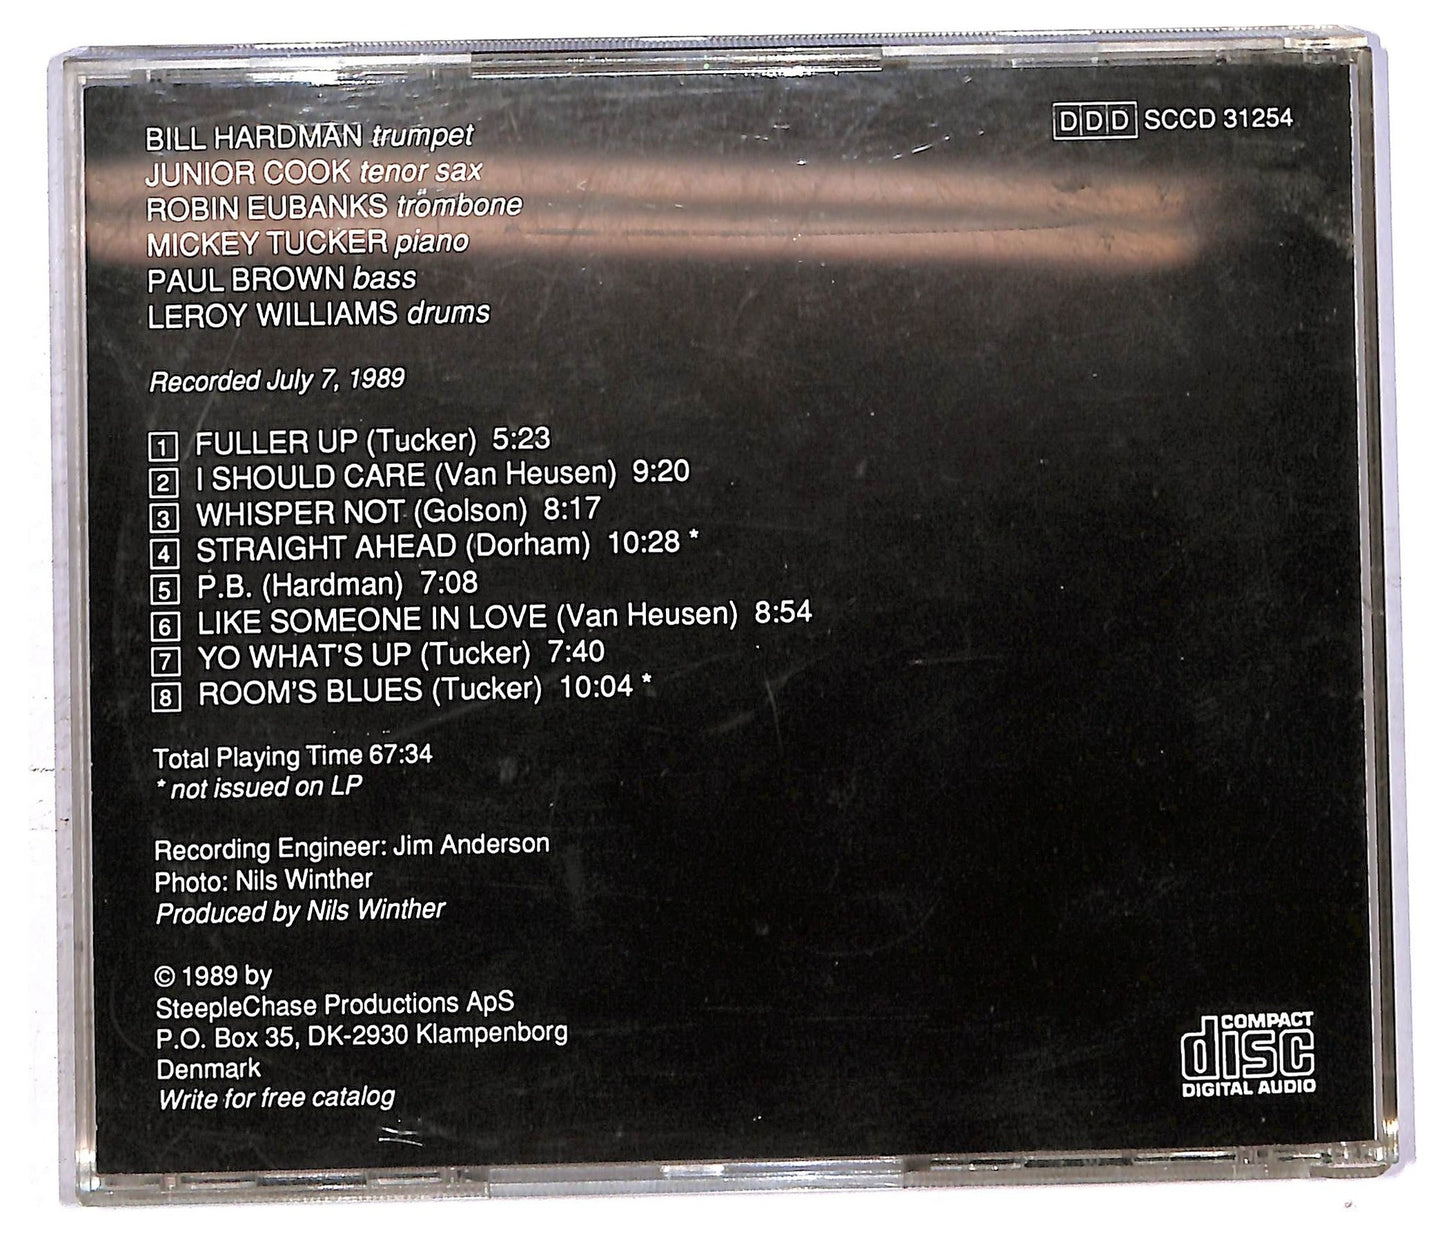 DDD SCCD 31254
BILL HARDMAN trumpet
JUNIOR COOK tenor sax
ROBIN EUBANKS trombone
MICKEY TUCKER piano
PAUL BROWN bass
LEROY WILLIAMS drums
Recorded July 7, 1989
1 FULLER UP (Tucker) 5:23
2 I SHOULD CARE (Van Heusen) 9:20
3 WHISPER NOT (Golson) 8:17
4 STRAIGHT AHEAD (Dorham) 10:28 *
5 P.B. (Hardman) 7:08
6 LIKE SOMEONE IN LOVE (Van Heusen) 8:54
7 YO WHAT'S UP (Tucker) 7:40
8 ROOM'S BLUES (Tucker) 10:04 *
Total Playing Time 67:34
* not issued on LP
Recording Engineer: Jim Anderson
Photo: Nils Winther
Produced by Nils Winther
© 1989 by
SteepleChase Productions ApS
P.O. Box 35, DK-2930 Klampenborg
Denmark
Write for free catalog
COMPACT
disc
DIGITAL AUDIO